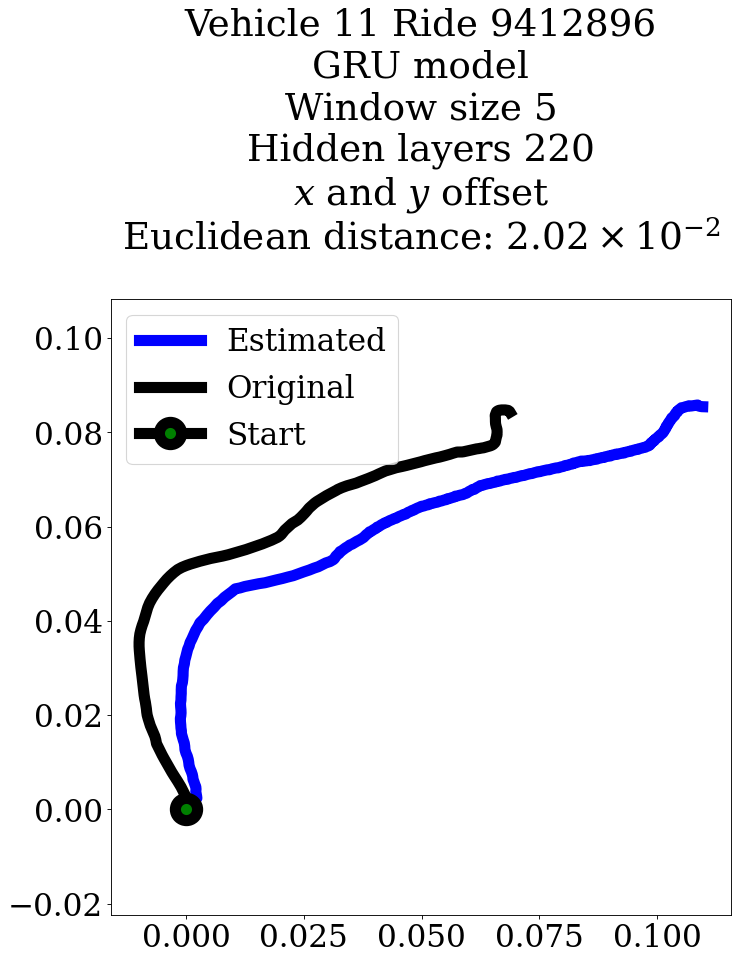 Vehicle 11 Ride 9412896
GRU model
Window size 5
Hidden layers 220
x and y offset
Euclidean distance: 2.02 × 10⁻²
Estimated
Original
Start
0.10
0.08
0.06
0.04
0.02
0.00
−0.02
0.000 0.025 0.050 0.075 0.100